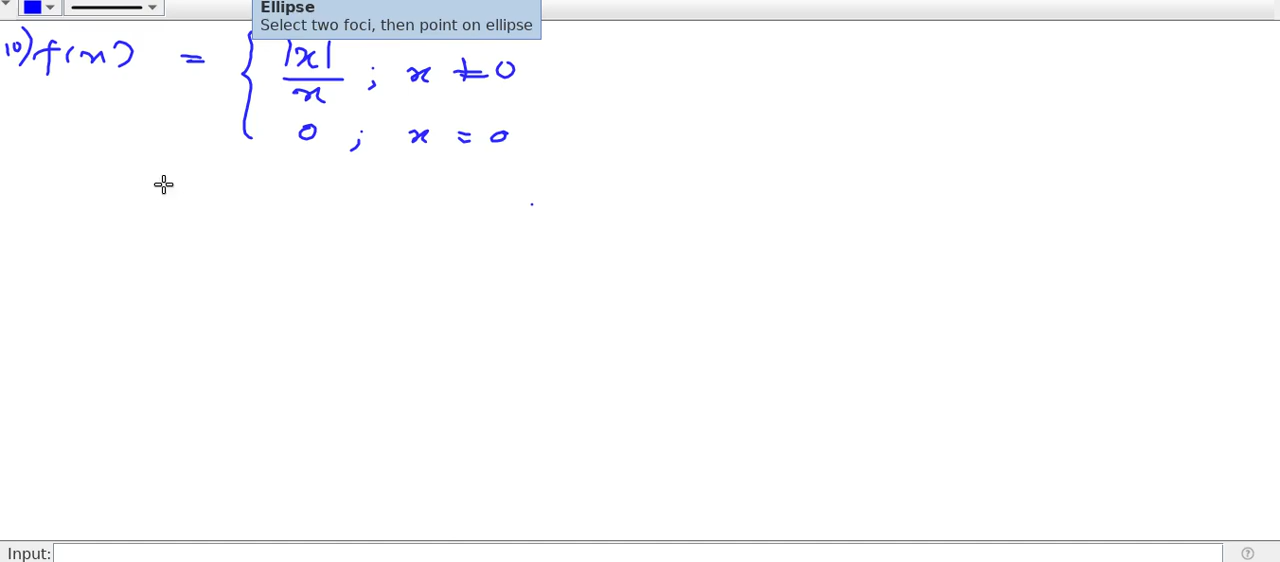 Ellipse
Select two foci, then point on ellipse
10) f(x) = { |x| / x ; x ≠ 0
0 ; x = 0
Input: